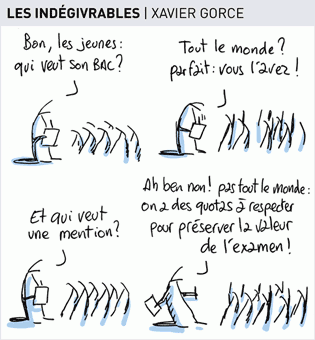 LES INDÉGIVRABLES | XAVIER GORCE
Bon, les jeunes :
qui veut son BAC ?
Tout le monde ?
parfait : vous l'avez !
Et qui veut
une mention ?
Ah ben non ! pas tout le monde :
on a des quotas à respecter
pour préserver la valeur
de l'examen !